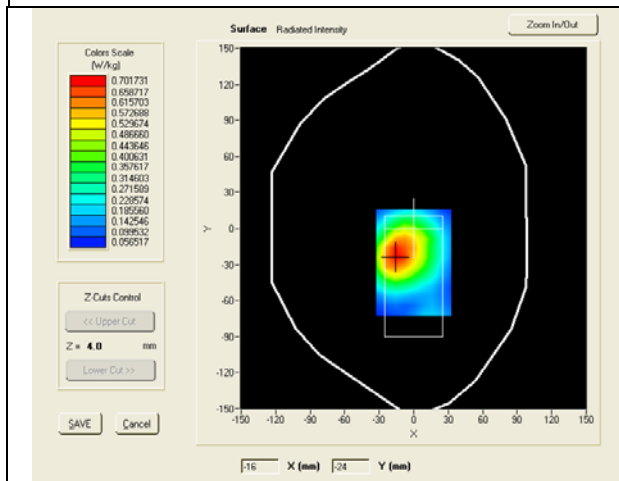 Surface Radiated Intensity
Zoom In/Out
Colors Scale
(W/kg)
0.701731
0.658717
0.615703
0.572688
0.529674
0.486660
0.443646
0.400631
0.357617
0.314603
0.271589
0.228574
0.185560
0.142546
0.099532
0.056517
Z-Cuts Control
<< Upper Cut
Z = 4.0 mm
Lower Cut >>
SAVE Cancel
150
120
90
60
30
0
-30
-60
-90
-120
-150
Y
-150 -120 -90 -60 -30 0 30 60 90 120 150
X
-16 X (mm) -24 Y (mm)